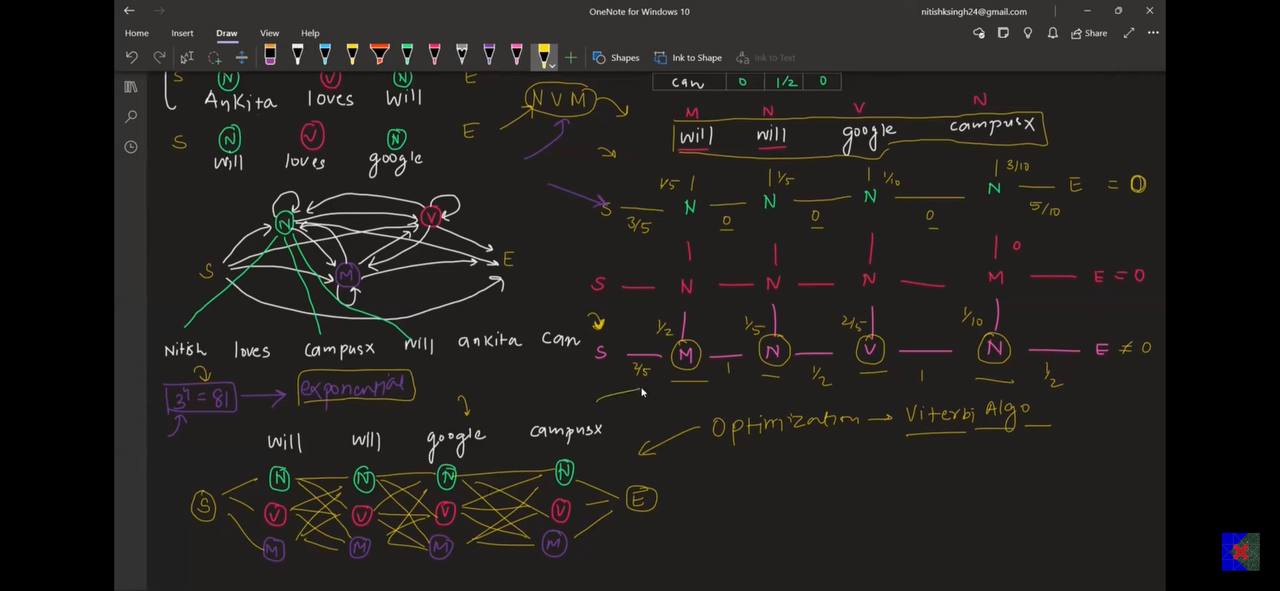 OneNote for Windows 10
nitishksingh24@gmail.com
Home Insert Draw View Help
Share
Shapes Ink to Shape Ink to Text
S N V N E
Ankita loves will
S N V N E
will loves google
N V M
can 0 1/2 0
M N V N
will will google campusx
1/5 1/5 1/10 3/10
S N N N N E = 0
3/5 0 0 0 5/10
0
S N N N M E = 0
1/2 1/5 2/5 1/10
S M N V N E ≠ 0
2/5 1 1/2 1 1/2
N V
S M E
Nitish loves campusx will ankita can
3⁴ = 81 exponential
Optimization → Viterbi Algo
will will google campusx
N N N N
S V V V V E
M M M M